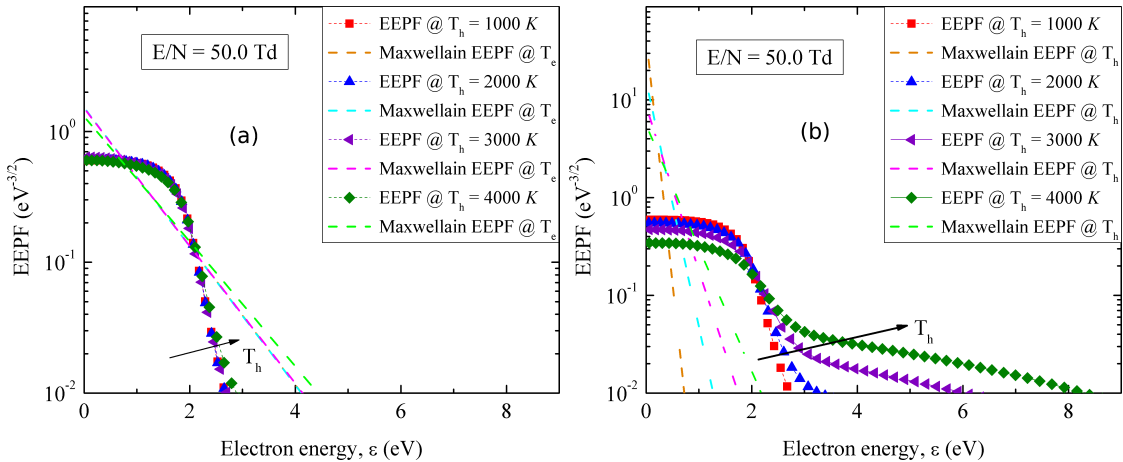 EEPF @ T_h = 1000 K
Maxwellain EEPF @ T_e
EEPF @ T_h = 2000 K
Maxwellain EEPF @ T_e
EEPF @ T_h = 3000 K
Maxwellain EEPF @ T_e
EEPF @ T_h = 4000 K
Maxwellain EEPF @ T_e
E/N = 50.0 Td
(a)
T_h
10^0
10^-1
10^-2
0 2 4 6 8
EEPF (eV^-3/2)
Electron energy, ε (eV)
EEPF @ T_h = 1000 K
Maxwellain EEPF @ T_h
EEPF @ T_h = 2000 K
Maxwellain EEPF @ T_h
EEPF @ T_h = 3000 K
Maxwellain EEPF @ T_h
EEPF @ T_h = 4000 K
Maxwellain EEPF @ T_h
E/N = 50.0 Td
(b)
T_h
10^2
10^1
10^0
10^-1
10^-2
0 2 4 6 8
EEPF (eV^-3/2)
Electron energy, ε (eV)